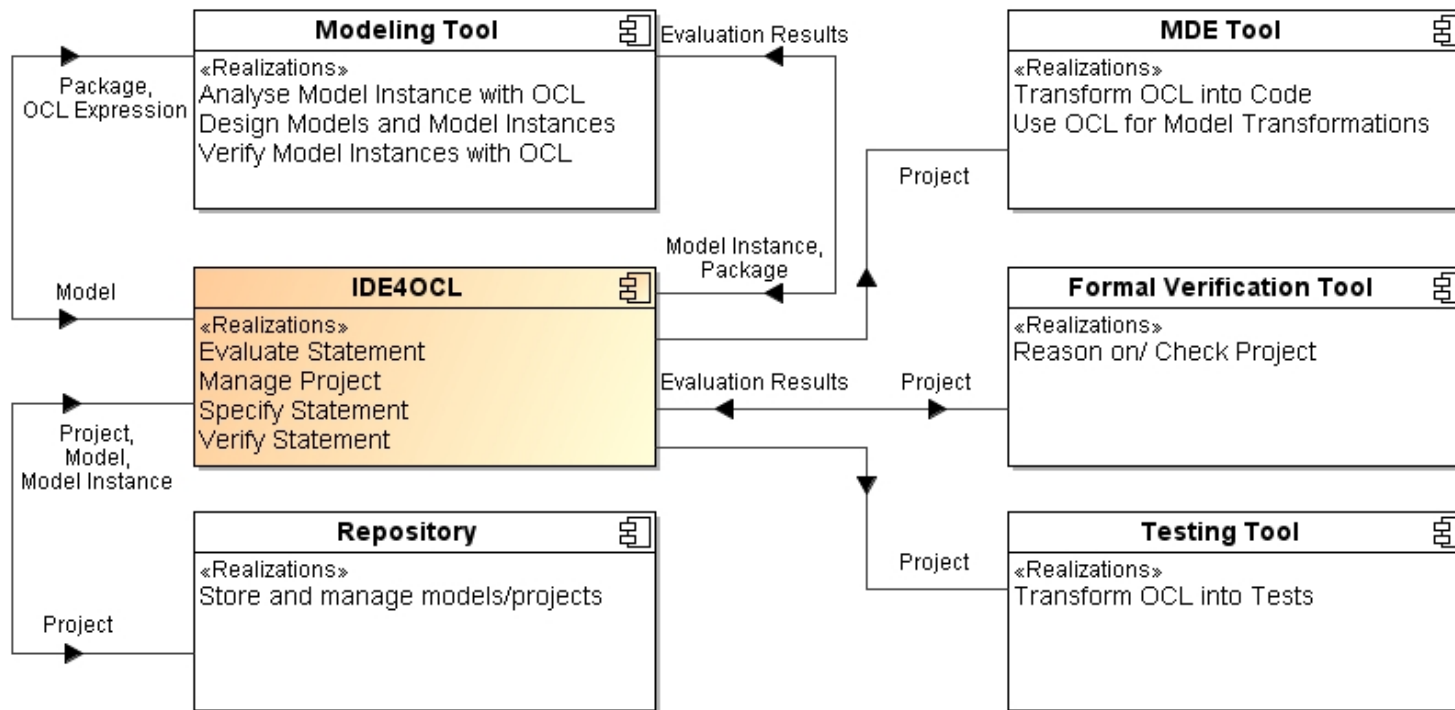 Modeling Tool
«Realizations»
Analyse Model Instance with OCL
Design Models and Model Instances
Verify Model Instances with OCL
Package,
OCL Expression
Evaluation Results
MDE Tool
«Realizations»
Transform OCL into Code
Use OCL for Model Transformations
Project
Model Instance,
Package
Model
IDE4OCL
«Realizations»
Evaluate Statement
Manage Project
Specify Statement
Verify Statement
Evaluation Results
Project
Formal Verification Tool
«Realizations»
Reason on/ Check Project
Project,
Model,
Model Instance
Repository
«Realizations»
Store and manage models/projects
Project
Project
Testing Tool
«Realizations»
Transform OCL into Tests